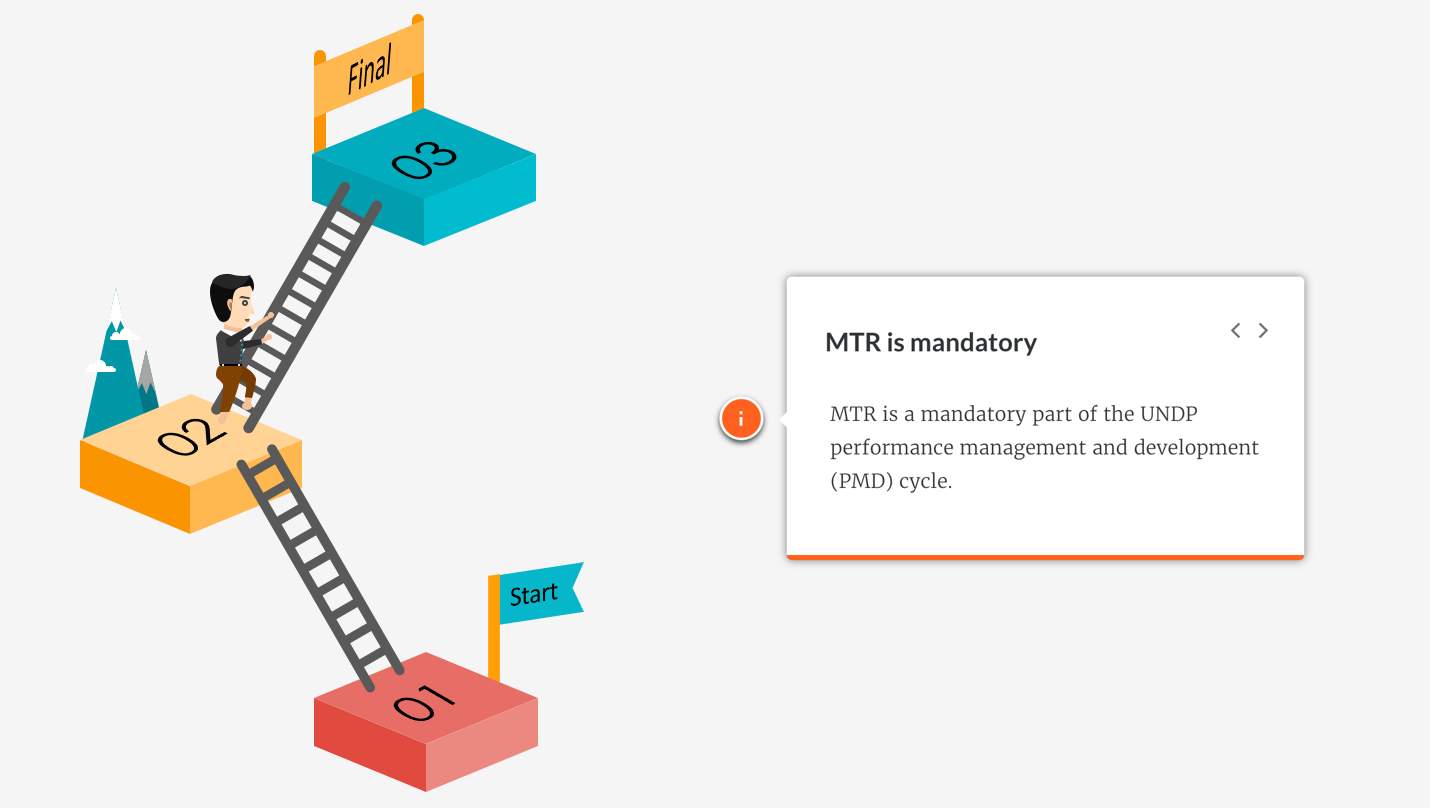 Final
03
02
Start
01
i
MTR is mandatory
MTR is a mandatory part of the UNDP
performance management and development
(PMD) cycle.